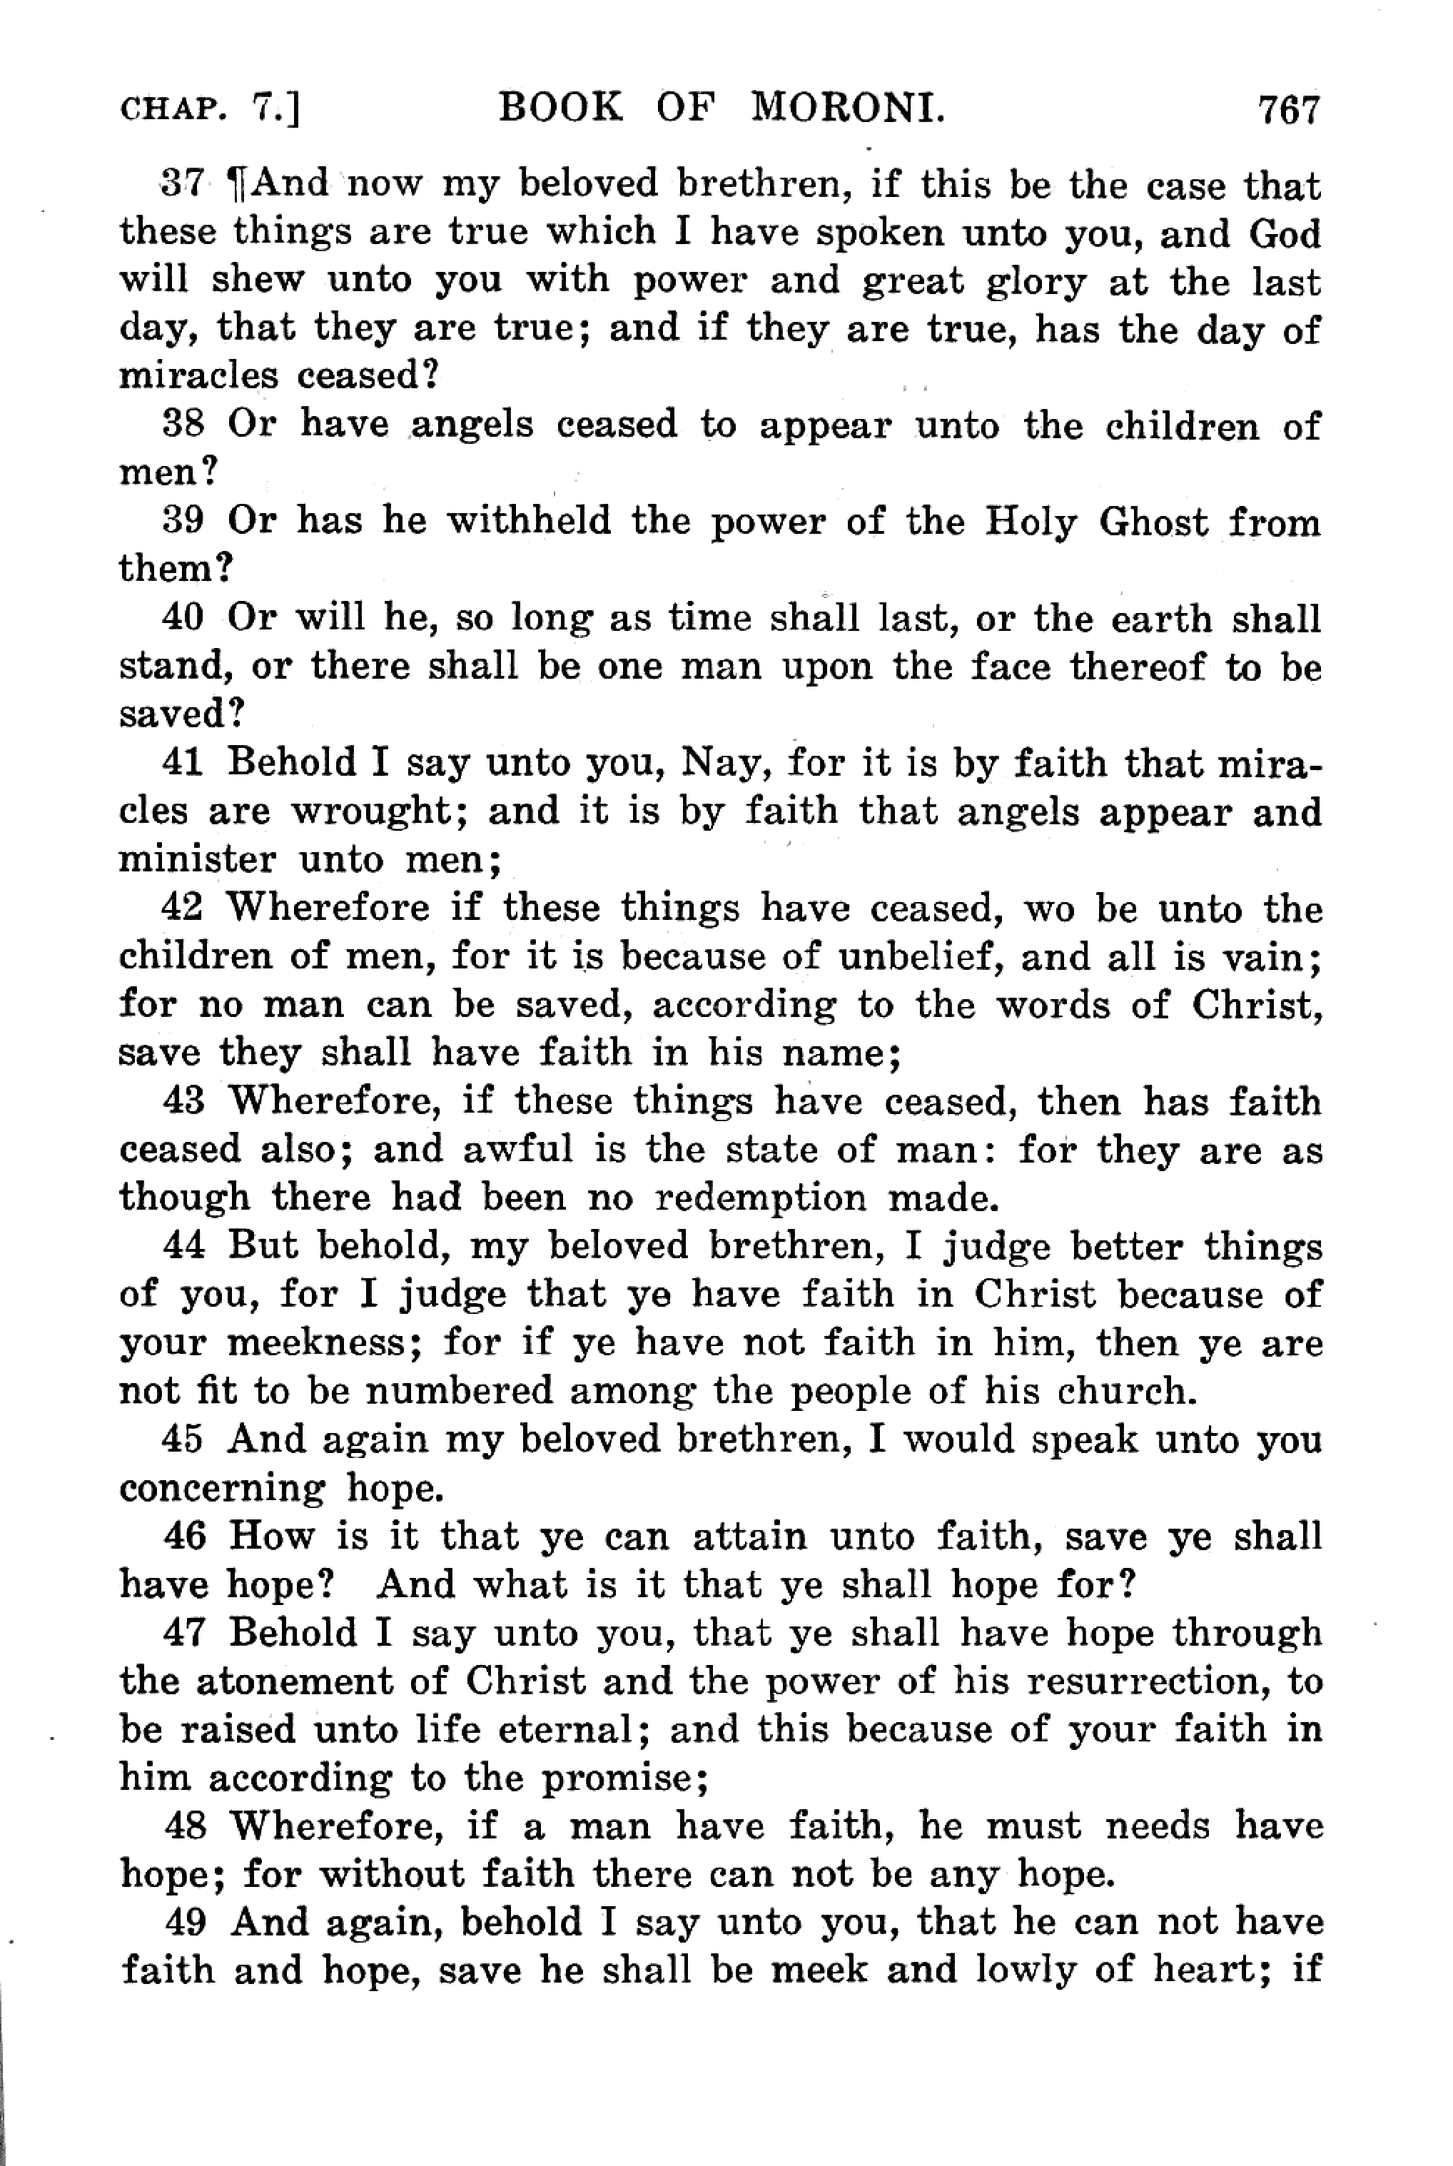 CHAP. 7.] BOOK OF MORONI. 767
37 ¶And now my beloved brethren, if this be the case that
these things are true which I have spoken unto you, and God
will shew unto you with power and great glory at the last
day, that they are true; and if they are true, has the day of
miracles ceased?
38 Or have angels ceased to appear unto the children of
men?
39 Or has he withheld the power of the Holy Ghost from
them?
40 Or will he, so long as time shall last, or the earth shall
stand, or there shall be one man upon the face thereof to be
saved?
41 Behold I say unto you, Nay, for it is by faith that mira-
cles are wrought; and it is by faith that angels appear and
minister unto men;
42 Wherefore if these things have ceased, wo be unto the
children of men, for it is because of unbelief, and all is vain;
for no man can be saved, according to the words of Christ,
save they shall have faith in his name;
43 Wherefore, if these things have ceased, then has faith
ceased also; and awful is the state of man: for they are as
though there had been no redemption made.
44 But behold, my beloved brethren, I judge better things
of you, for I judge that ye have faith in Christ because of
your meekness; for if ye have not faith in him, then ye are
not fit to be numbered among the people of his church.
45 And again my beloved brethren, I would speak unto you
concerning hope.
46 How is it that ye can attain unto faith, save ye shall
have hope? And what is it that ye shall hope for?
47 Behold I say unto you, that ye shall have hope through
the atonement of Christ and the power of his resurrection, to
be raised unto life eternal; and this because of your faith in
him according to the promise;
48 Wherefore, if a man have faith, he must needs have
hope; for without faith there can not be any hope.
49 And again, behold I say unto you, that he can not have
faith and hope, save he shall be meek and lowly of heart; if